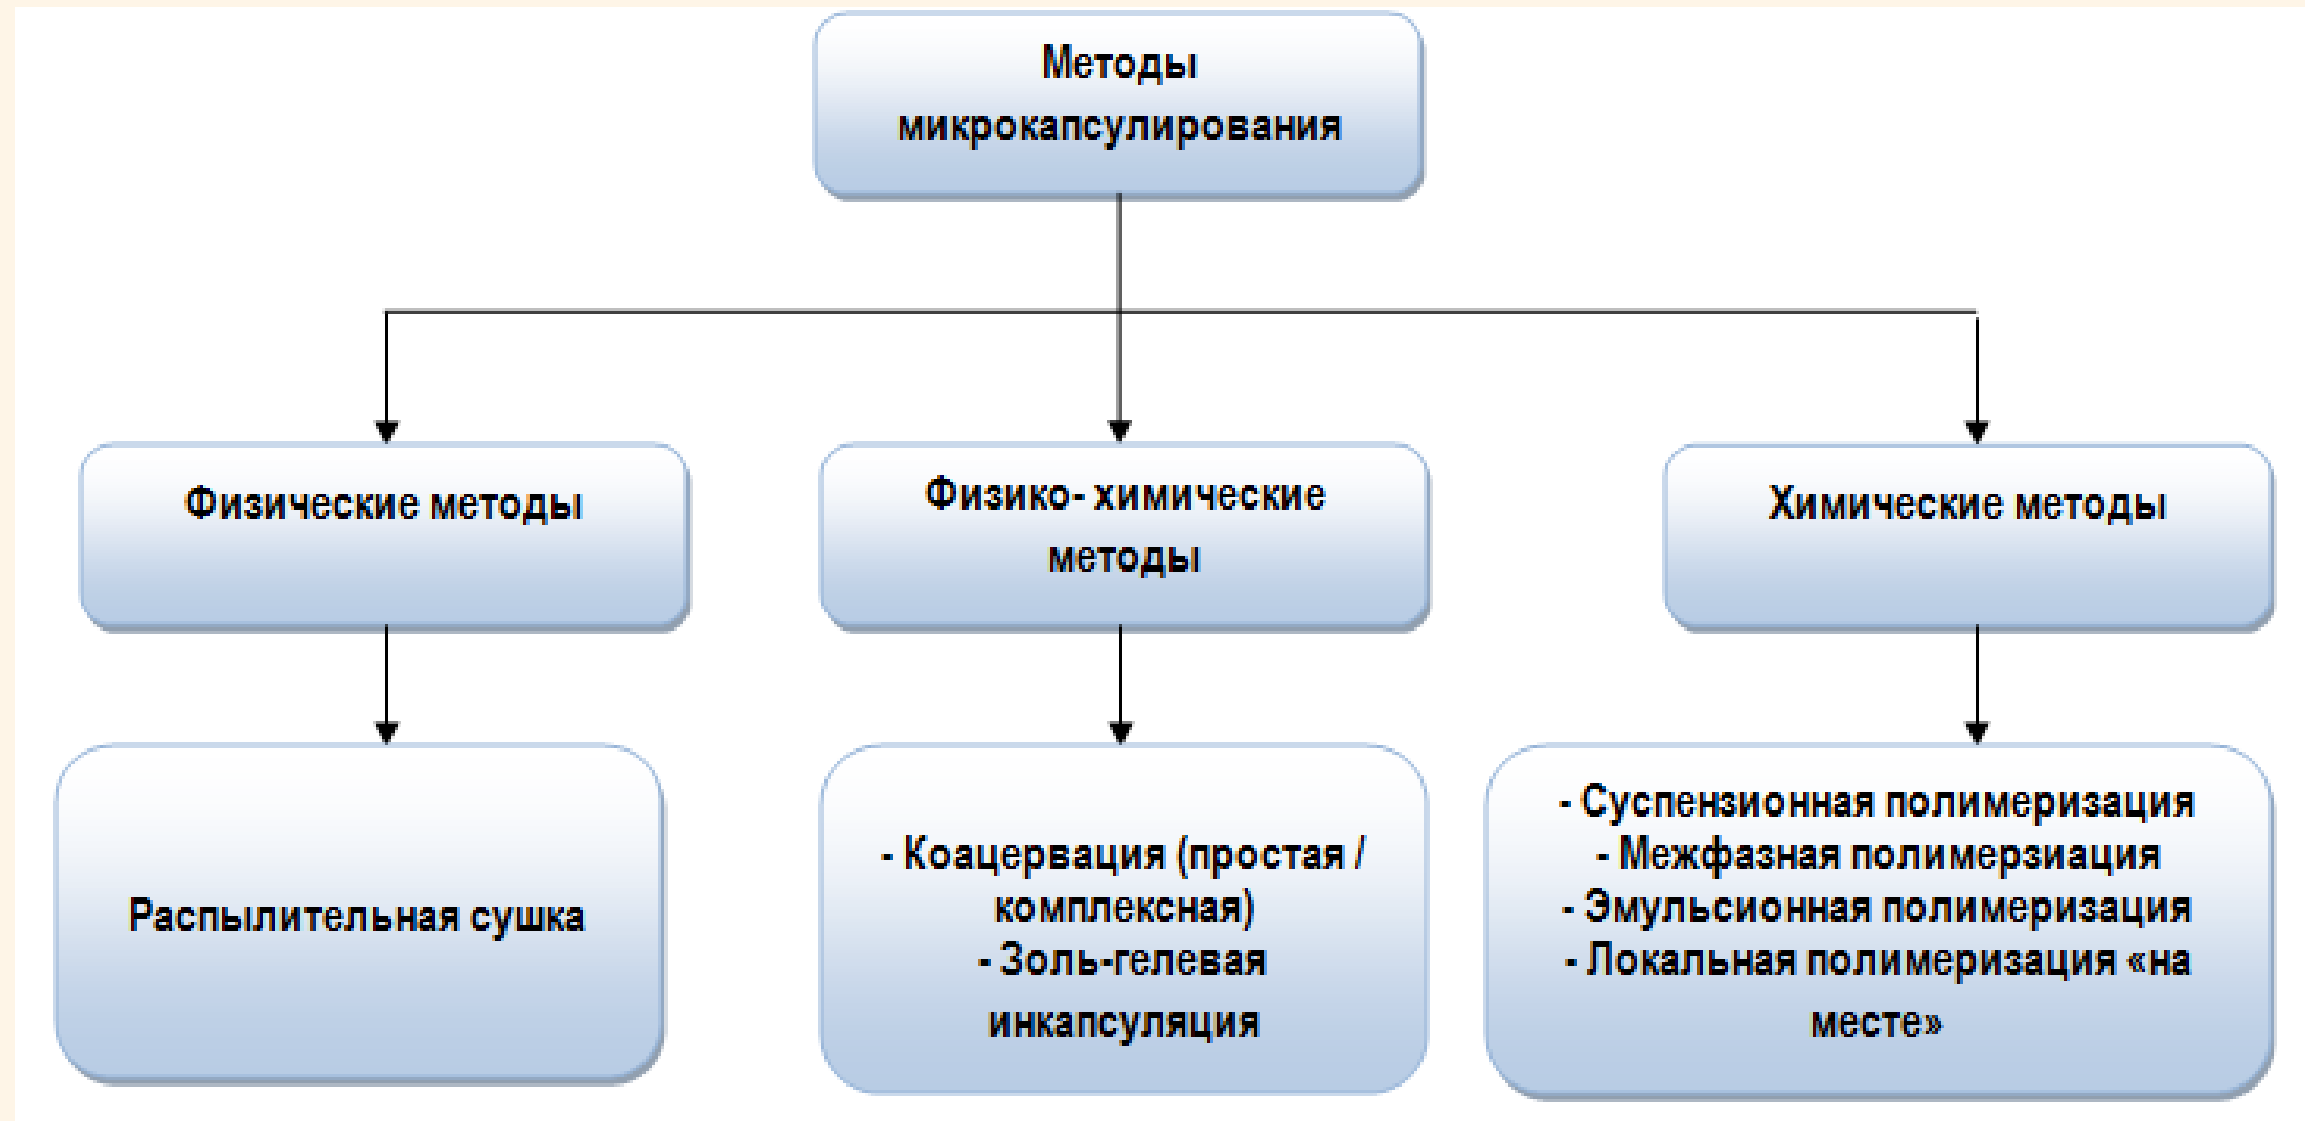 Методы
микрокапсулирования
Физические методы
Физико- химические
методы
Химические методы
Распылительная сушка
- Коацервация (простая /
комплексная)
- Золь-гелевая
инкапсуляция
- Суспензионная полимеризация
- Межфазная полимерзиация
- Эмульсионная полимеризация
- Локальная полимеризация «на
месте»